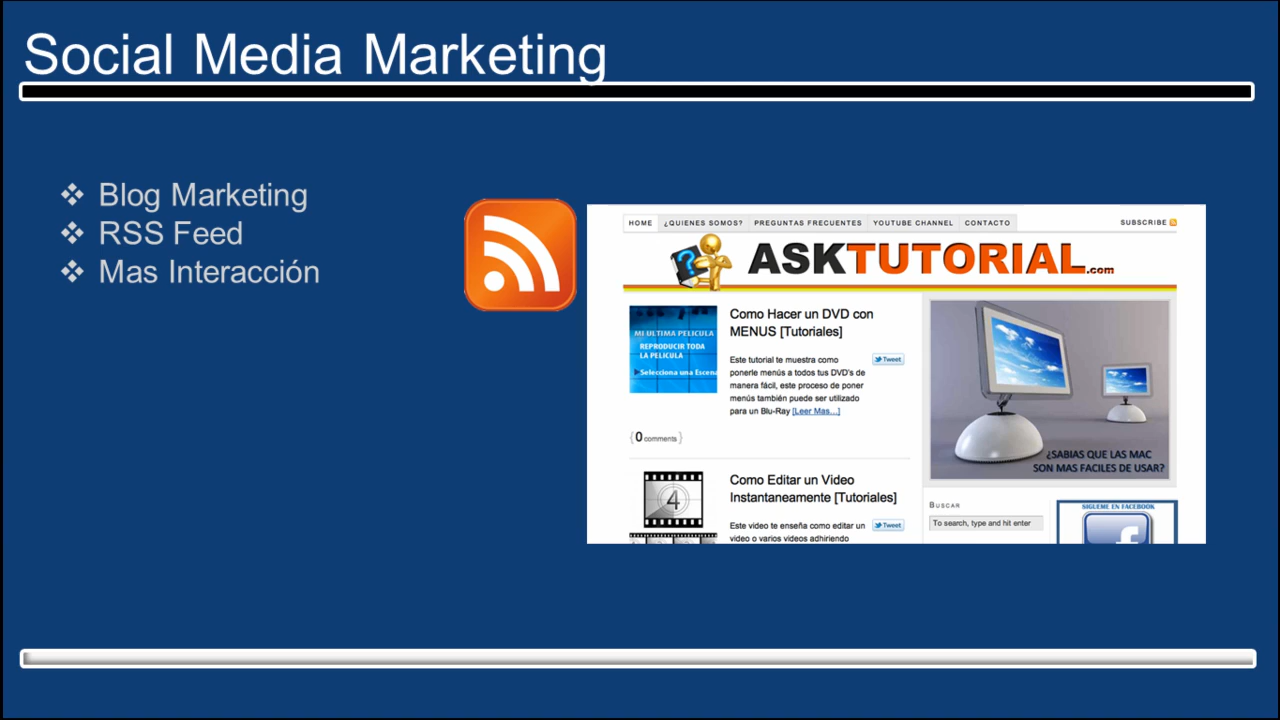 Social Media Marketing
Blog Marketing
RSS Feed
Mas Interacción
HOME ¿QUIENES SOMOS? PREGUNTAS FRECUENTES YOUTUBE CHANNEL CONTACTO SUBSCRIBE
ASKTUTORIAL.com
MI ULTIMA PELICULA
REPRODUCIR TODA
LA PELICULA
Selecciona una Escena
Como Hacer un DVD con
MENUS [Tutoriales]
Este tutorial te muestra como
ponerle menús a todos tus DVD's de
manera fácil, este proceso de poner
menús también puede ser utilizado
para un Blu-Ray [Leer Mas...]
Tweet
{0 comments}
¿SABIAS QUE LAS MAC
SON MAS FACILES DE USAR?
4
Como Editar un Video
Instantaneamente [Tutoriales]
Este video te enseña como editar un
video o varios videos adhiriendo
Tweet
BUSCAR
To search, type and hit enter
SIGUEME EN FACEBOOK